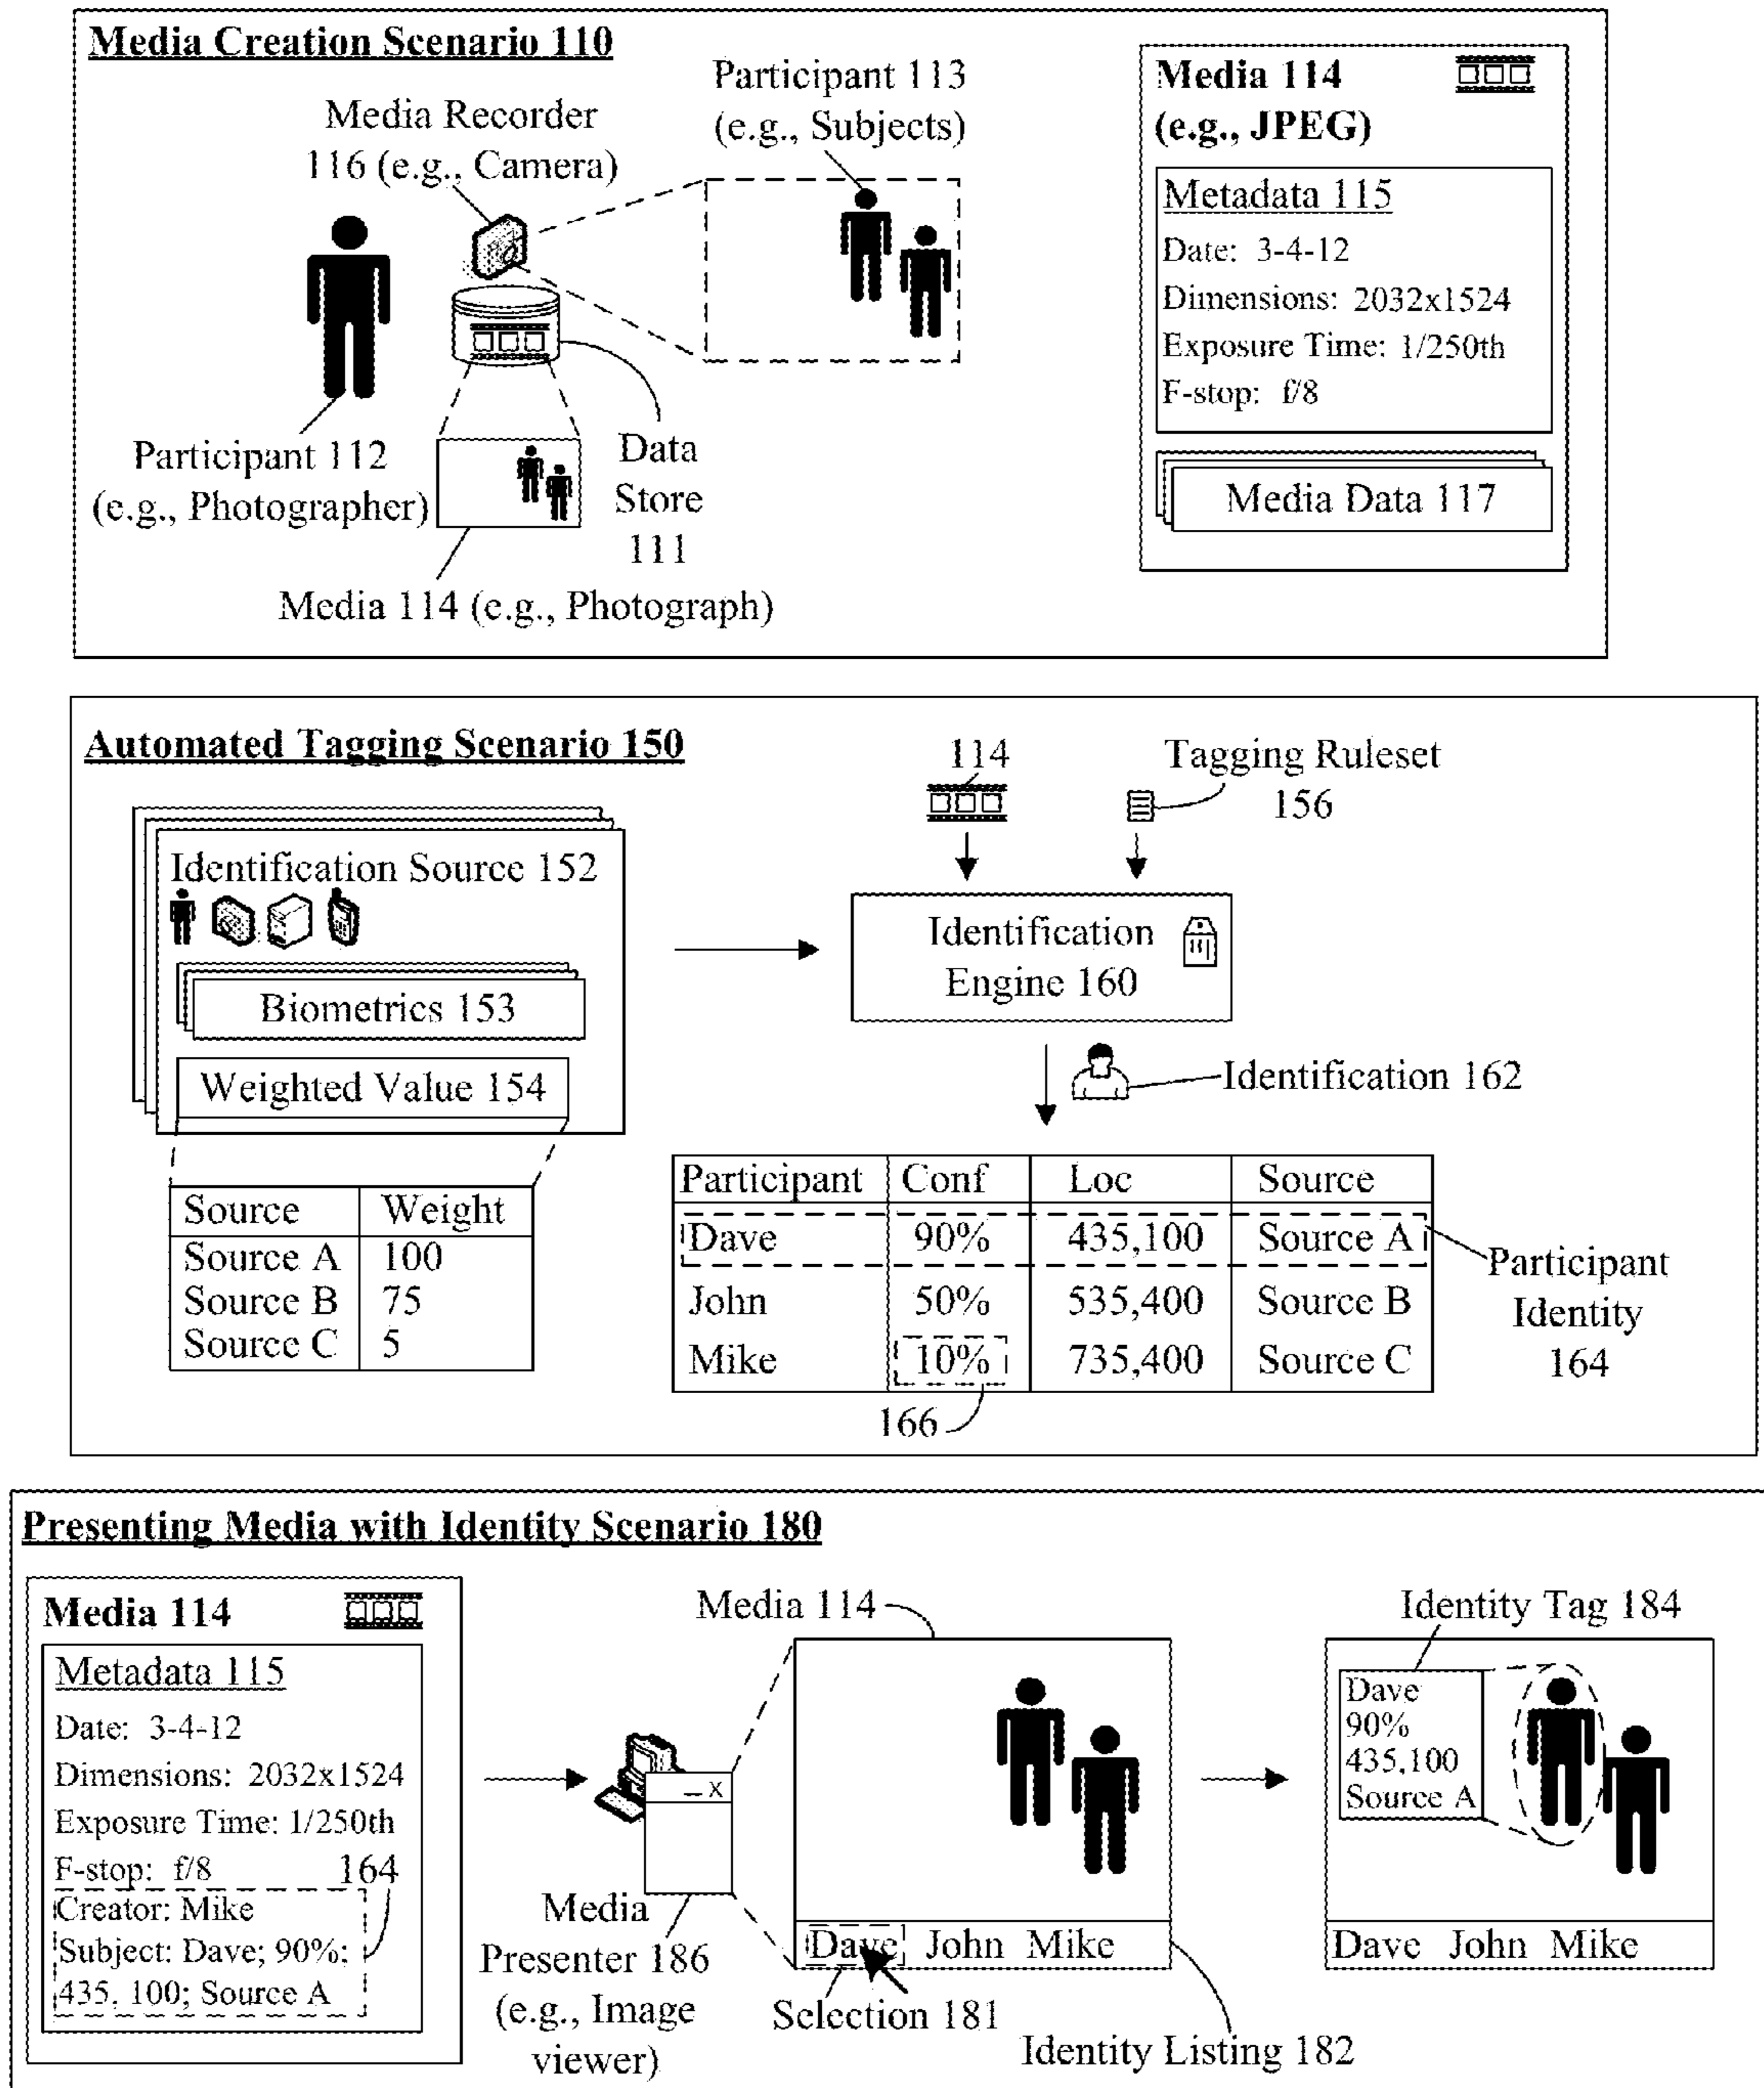 Media Creation Scenario 110
Media Recorder
116 (e.g., Camera)
Participant 113
(e.g., Subjects)
Participant 112
(e.g., Photographer)
Data
Store
111
Media 114 (e.g., Photograph)
Media 114
(e.g., JPEG)
Metadata 115
Date: 3-4-12
Dimensions: 2032x1524
Exposure Time: 1/250th
F-stop: f/8
Media Data 117
Automated Tagging Scenario 150
Identification Source 152
Biometrics 153
Weighted Value 154
Source Weight
Source A 100
Source B 75
Source C 5
114
Tagging Ruleset
156
Identification
Engine 160
Identification 162
Participant Conf Loc Source
Dave 90% 435,100 Source A
John 50% 535,400 Source B
Mike 10% 735,400 Source C
Participant
Identity
164
166
Presenting Media with Identity Scenario 180
Media 114
Metadata 115
Date: 3-4-12
Dimensions: 2032x1524
Exposure Time: 1/250th
F-stop: f/8
164
Creator: Mike
Subject: Dave; 90%;
435, 100; Source A
_ X
Media
Presenter 186
(e.g., Image
viewer)
Media 114
Dave John Mike
Selection 181
Identity Listing 182
Identity Tag 184
Dave
90%
435,100
Source A
Dave John Mike